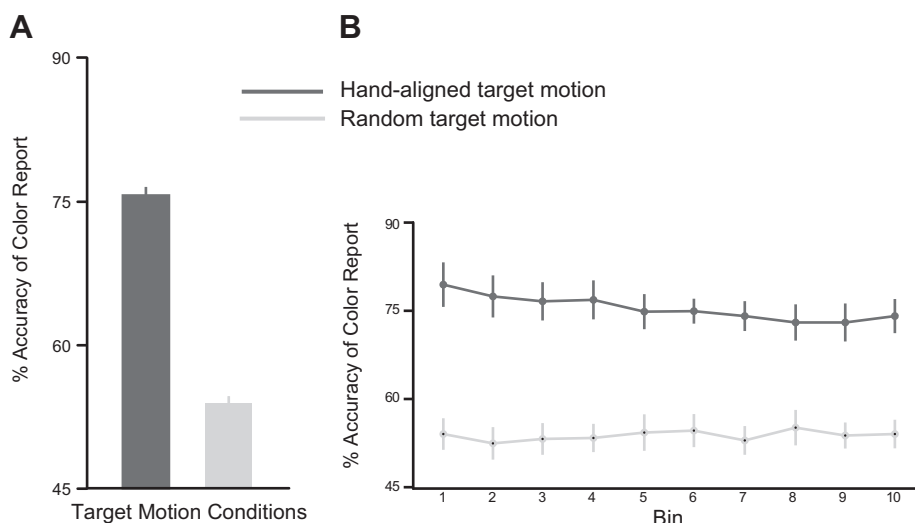 A
90
75
60
45
% Accuracy of Color Report
Target Motion Conditions
Hand-aligned target motion
Random target motion
B
90
75
60
45
% Accuracy of Color Report
1 2 3 4 5 6 7 8 9 10
Bin